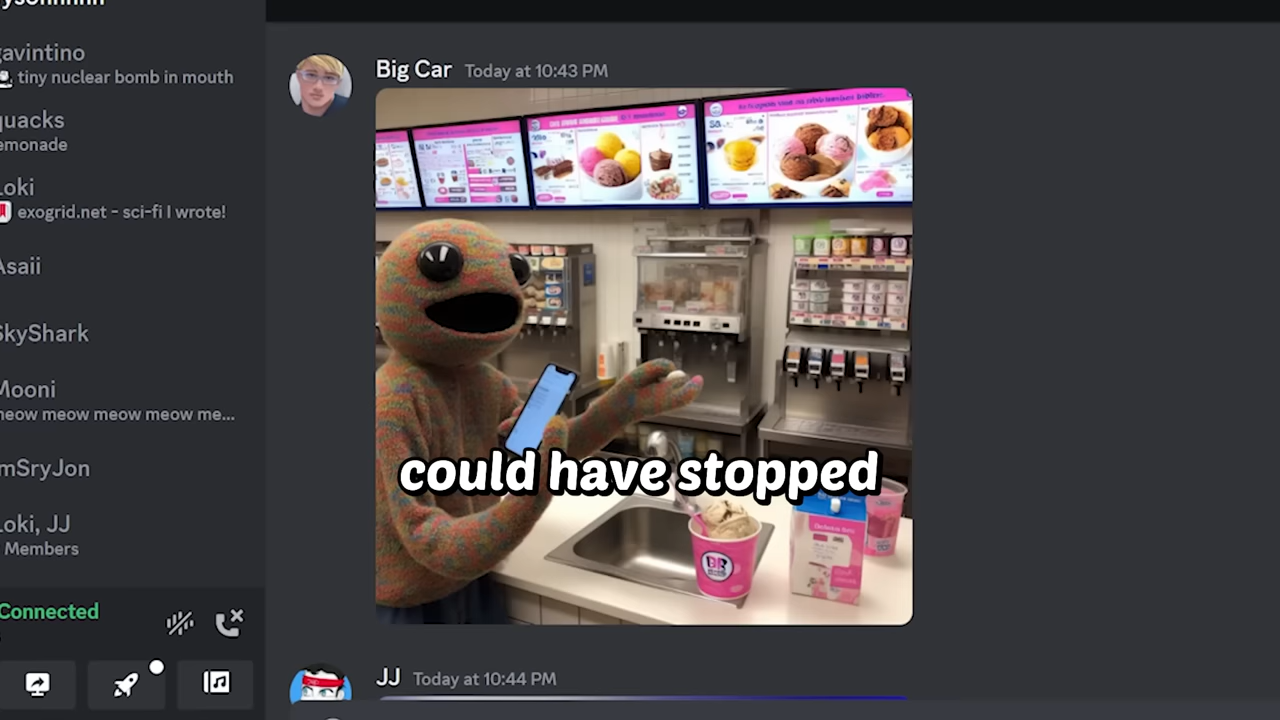 gavintino
tiny nuclear bomb in mouth
quacks
emonade
Loki
exogrid.net - sci-fi I wrote!
Asaii
SkyShark
Mooni
meow meow meow meow me...
mSryJon
Loki, JJ
Members
Connected
Big Car Today at 10:43 PM
could have stopped
BR
JJ Today at 10:44 PM